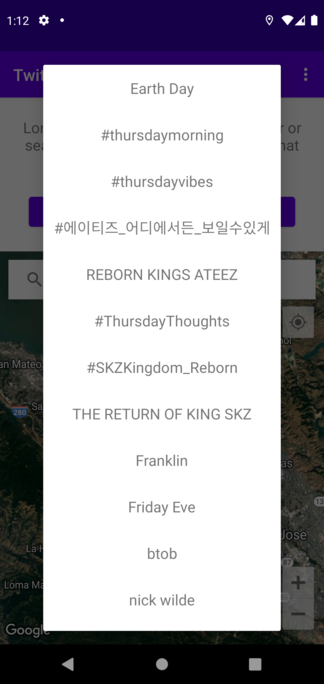 1:12
Twit
Lo
r or
sea
hat
Earth Day
#thursdaymorning
#thursdayvibes
#에이티즈_어디에서든_보일수있게
REBORN KINGS ATEEZ
#ThursdayThoughts
#SKZKingdom_Reborn
THE RETURN OF KING SKZ
Franklin
Friday Eve
btob
nick wilde
an Mateo
280
Sa
as
Jose
La H
Loma Ma
Google